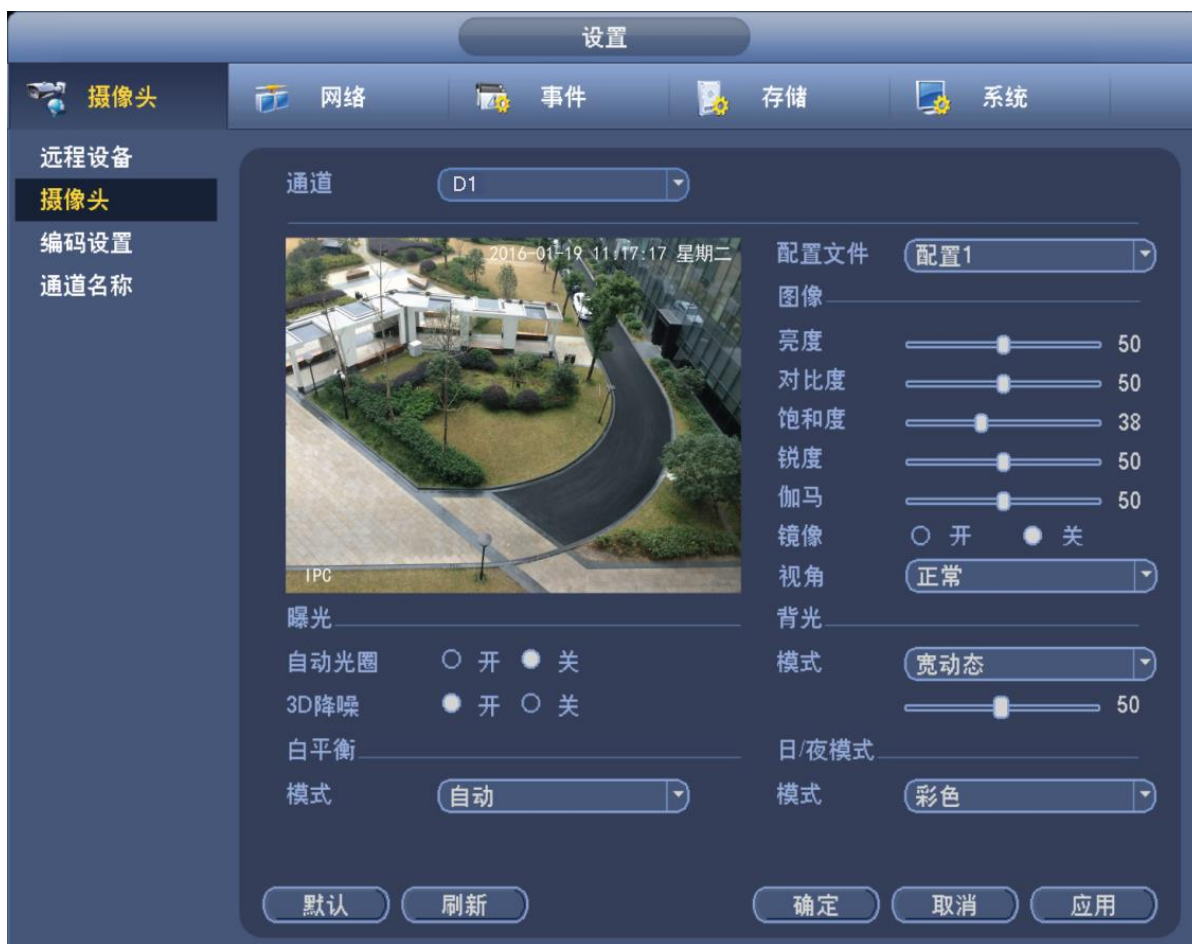 设置
摄像头 网络 事件 存储 系统
远程设备
摄像头
编码设置
通道名称
通道 D1
2016-01-19 11:17:17 星期二
IPC
配置文件 配置1
图像
亮度 50
对比度 50
饱和度 38
锐度 50
伽马 50
镜像 开 关
视角 正常
曝光
自动光圈 开 关
3D降噪 开 关
背光
模式 宽动态
50
白平衡
模式 自动
日/夜模式
模式 彩色
默认 刷新 确定 取消 应用